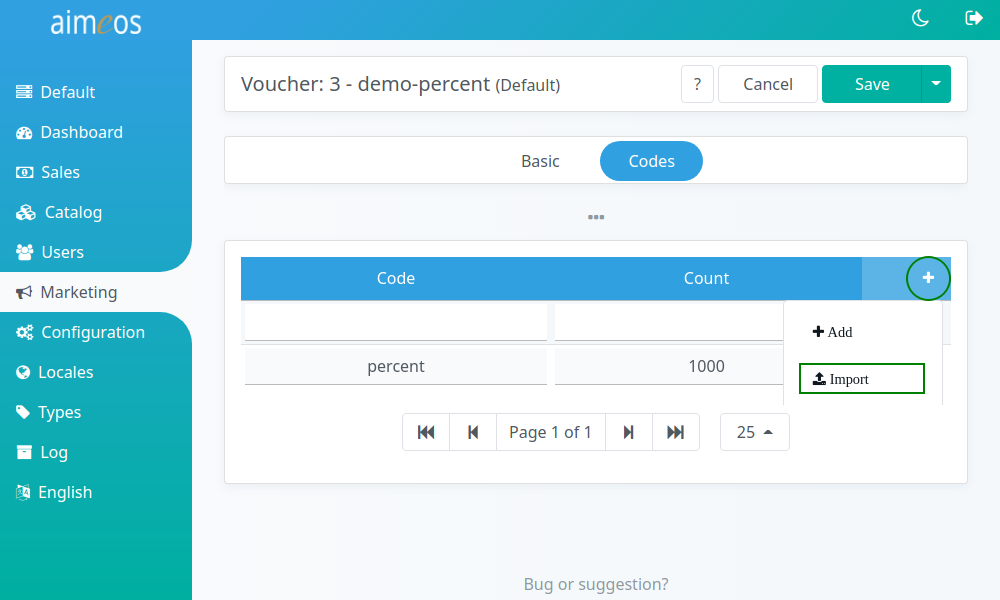 aimeos
Default
Dashboard
Sales
Catalog
Users
Marketing
Configuration
Locales
Types
Log
English
Voucher: 3 - demo-percent (Default)
?
Cancel
Save
Basic
Codes
Code
Count
Add
percent
1000
Import
Page 1 of 1
25
Bug or suggestion?